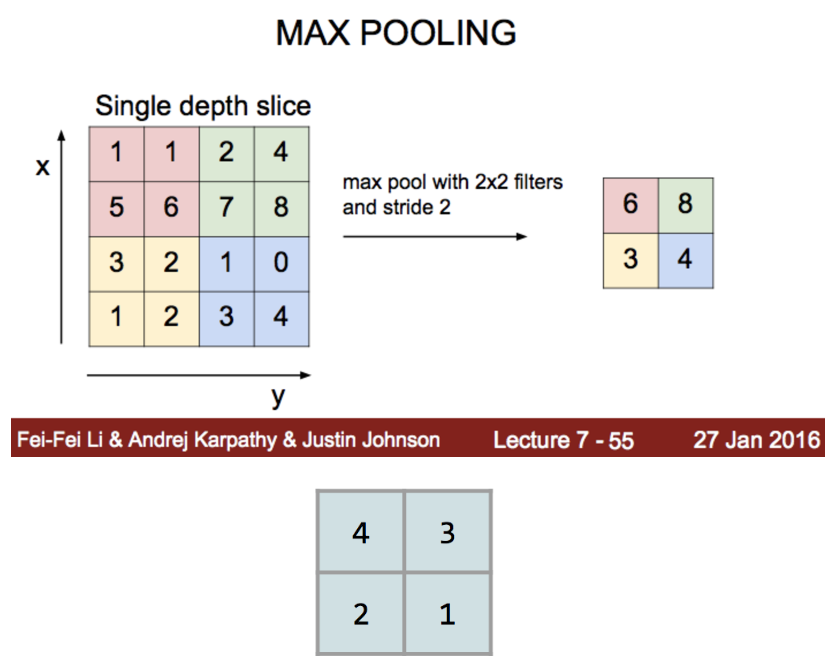 MAX POOLING
Single depth slice
x
1 1 2 4
5 6 7 8
3 2 1 0
1 2 3 4
y
max pool with 2x2 filters
and stride 2
6 8
3 4
Fei-Fei Li & Andrej Karpathy & Justin Johnson Lecture 7 - 55 27 Jan 2016
4 3
2 1